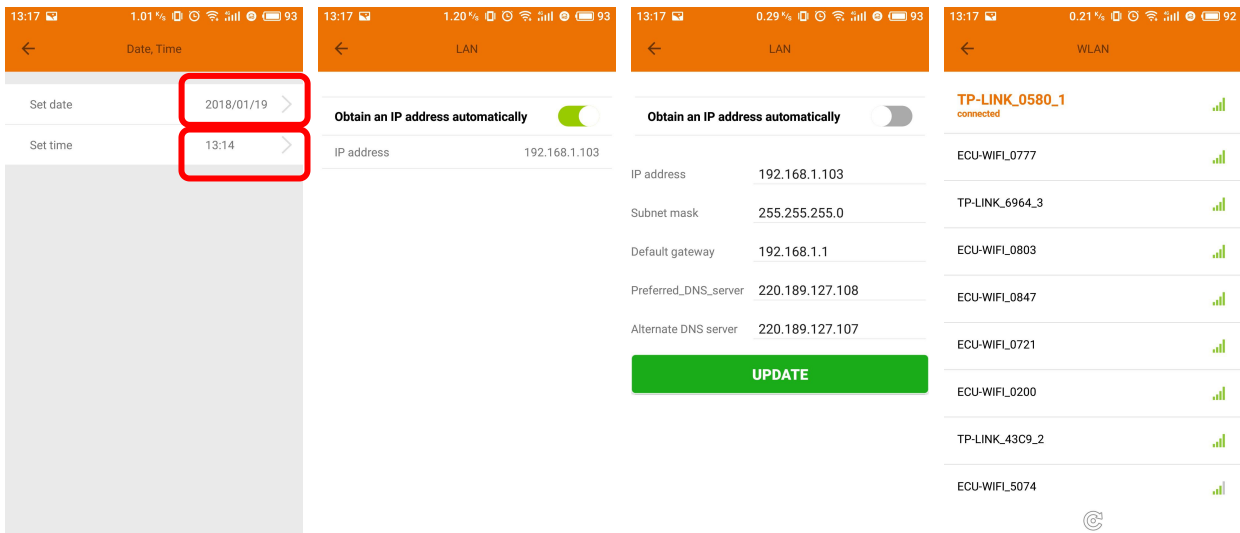 13:17 1.01 K/s 4G 93
Date, Time
Set date 2018/01/19
Set time 13:14
13:17 1.20 K/s 4G 93
LAN
Obtain an IP address automatically
IP address 192.168.1.103
13:17 0.29 K/s 4G 93
LAN
Obtain an IP address automatically
IP address 192.168.1.103
Subnet mask 255.255.255.0
Default gateway 192.168.1.1
Preferred_DNS_server 220.189.127.108
Alternate DNS server 220.189.127.107
UPDATE
13:17 0.21 K/s 4G 92
WLAN
TP-LINK_0580_1
connected
ECU-WIFI_0777
TP-LINK_6964_3
ECU-WIFI_0803
ECU-WIFI_0847
ECU-WIFI_0721
ECU-WIFI_0200
TP-LINK_43C9_2
ECU-WIFI_5074